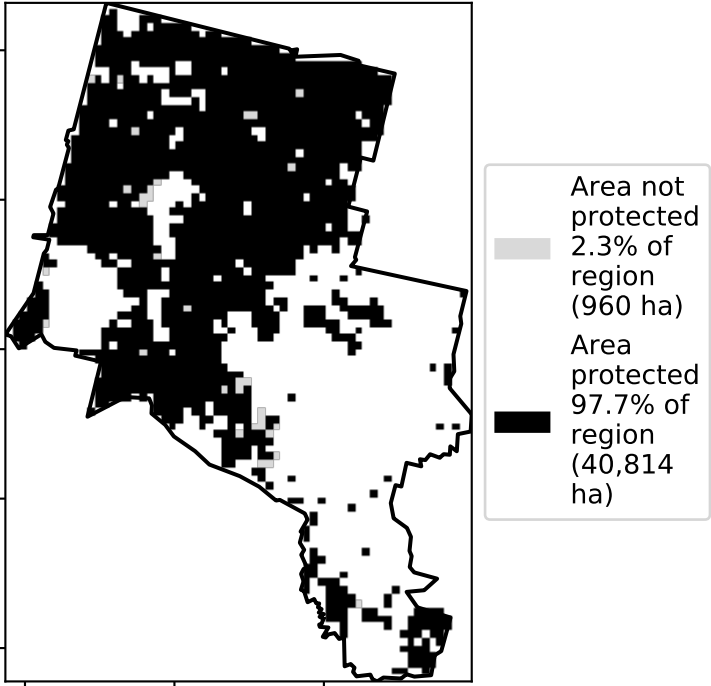 Area not
protected
2.3% of
region
(960 ha)
Area
protected
97.7% of
region
(40,814
ha)